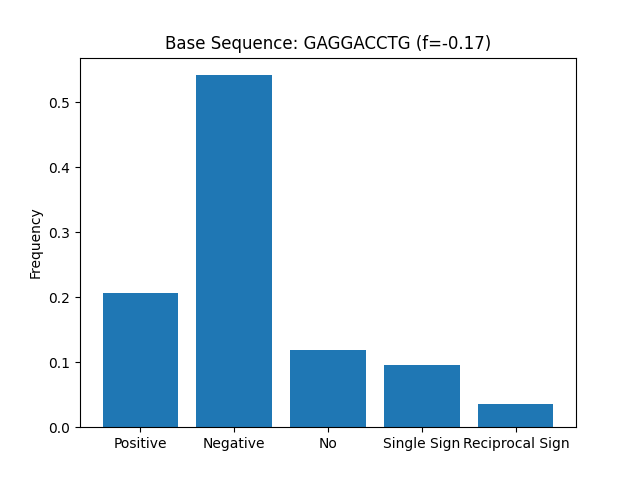 Base Sequence: GAGGACCTG (f=-0.17)
Frequency
0.5
0.4
0.3
0.2
0.1
0.0
Positive Negative No Single Sign Reciprocal Sign